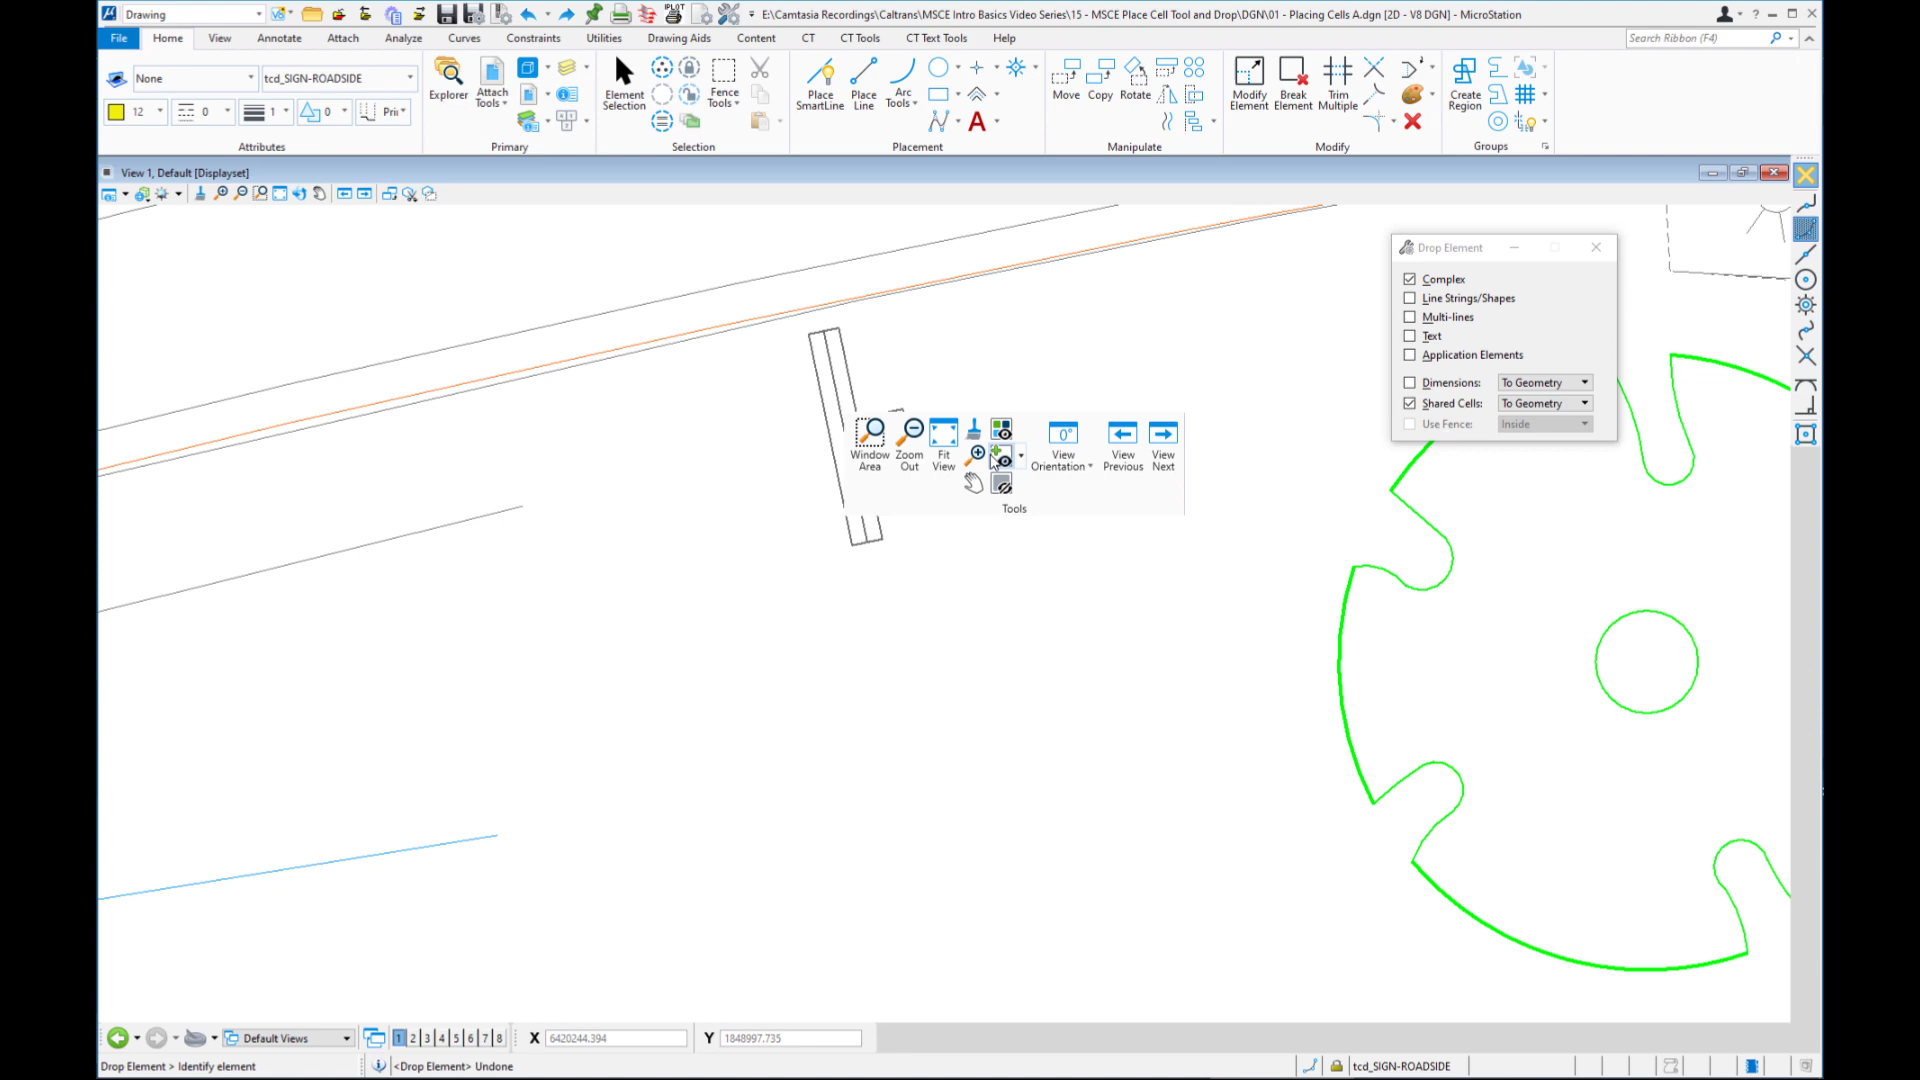 Drawing
E:\Camtasia Recordings\Caltrans\MSCE Intro Basics Video Series\15 - MSCE Place Cell Tool and Drop\DGN\01 - Placing Cells A.dgn [2D - V8 DGN] - MicroStation
File Home View Annotate Attach Analyze Curves Constraints Utilities Drawing Aids Content CT CT Tools CT Text Tools Help
Search Ribbon (F4)
None
tcd_SIGN-ROADSIDE
12 0 1 0 Pri
Attributes
Explorer
Attach Tools
Primary
Element Selection
Fence Tools
Selection
Place SmartLine
Place Line
Arc Tools
Placement
Move
Copy
Rotate
Manipulate
Modify Element
Break Element
Trim Multiple
Modify
Create Region
Groups
View 1, Default [Displayset]
Drop Element
Complex
Line Strings/Shapes
Multi-lines
Text
Application Elements
Dimensions: To Geometry
Shared Cells: To Geometry
Use Fence: Inside
Window Area
Zoom Out
Fit View
0°
View Orientation
View Previous
View Next
Tools
Default Views
1 2 3 4 5 6 7 8
X 6420244.394
Y 1848997.735
Drop Element > Identify element
<Drop Element> Undone
tcd_SIGN-ROADSIDE